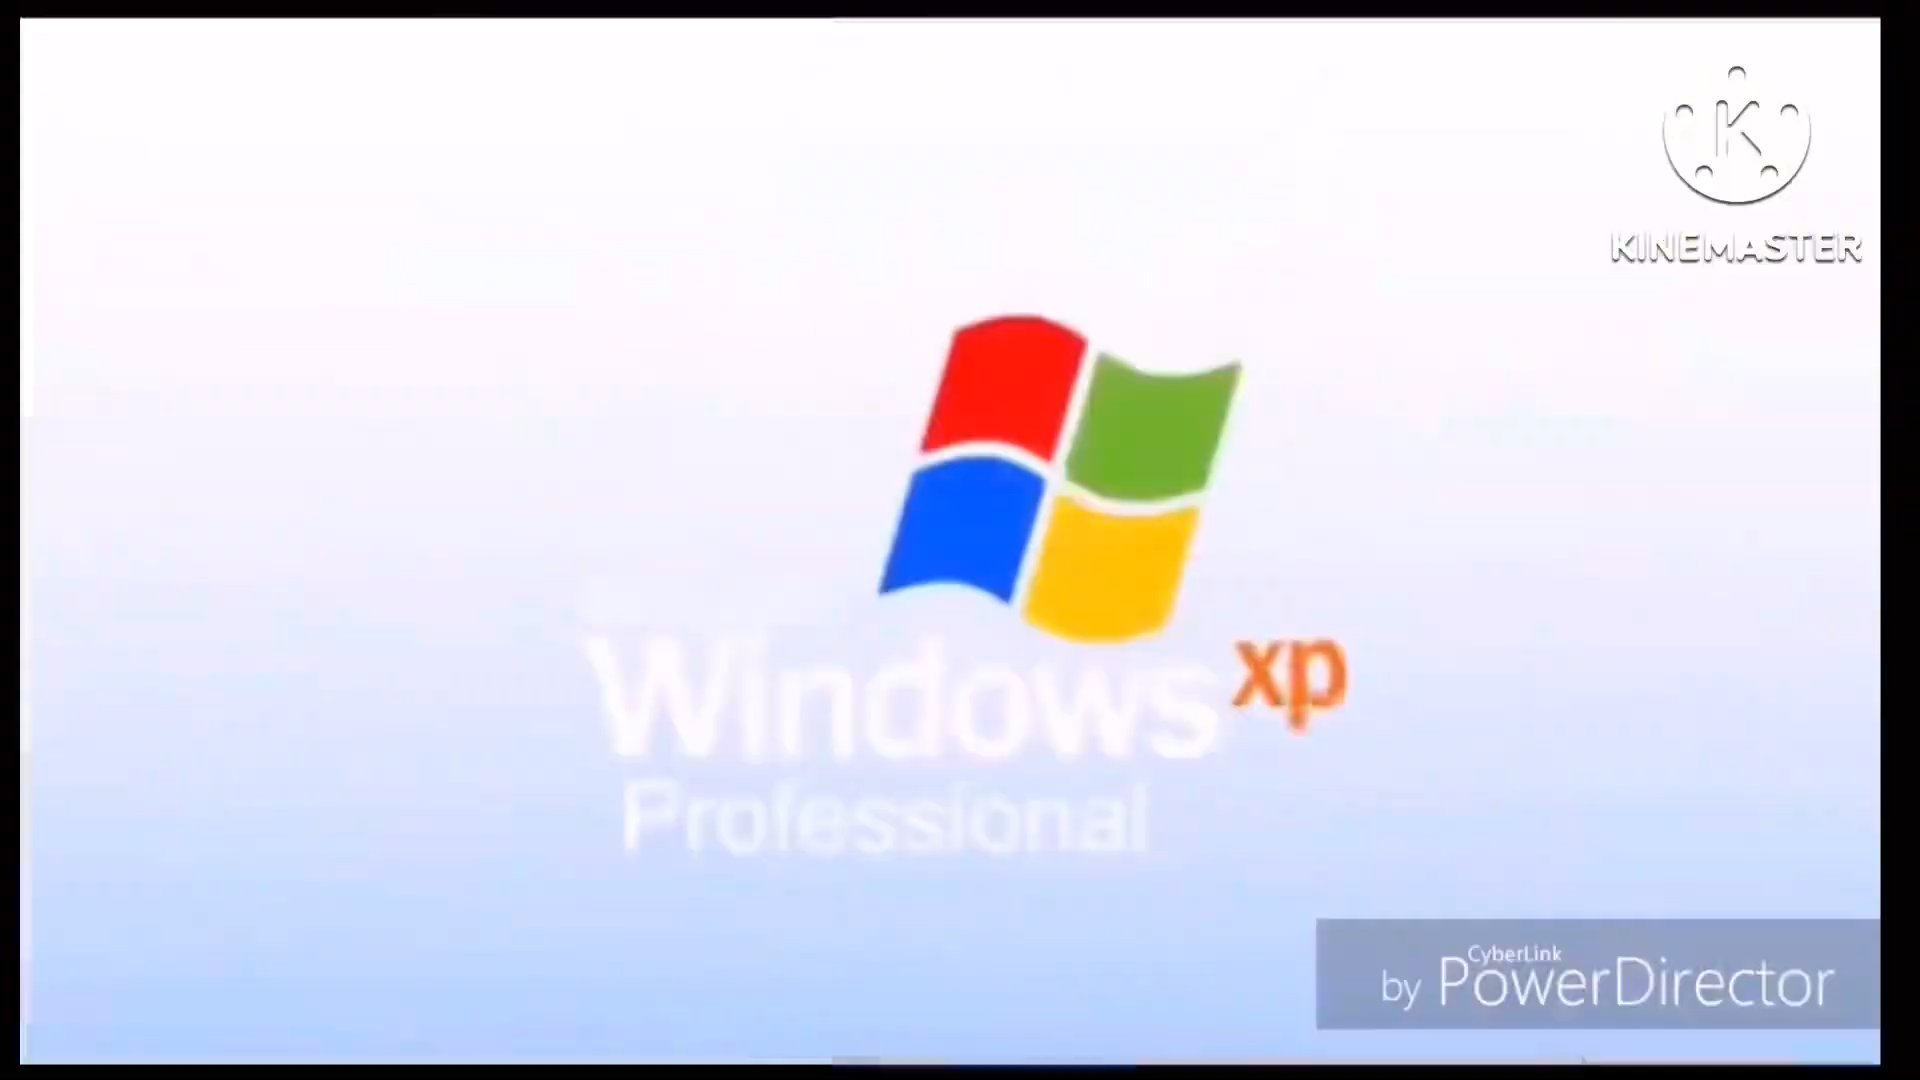 K
KINEMASTER
Windows xp
Professional
CyberLink
by PowerDirector